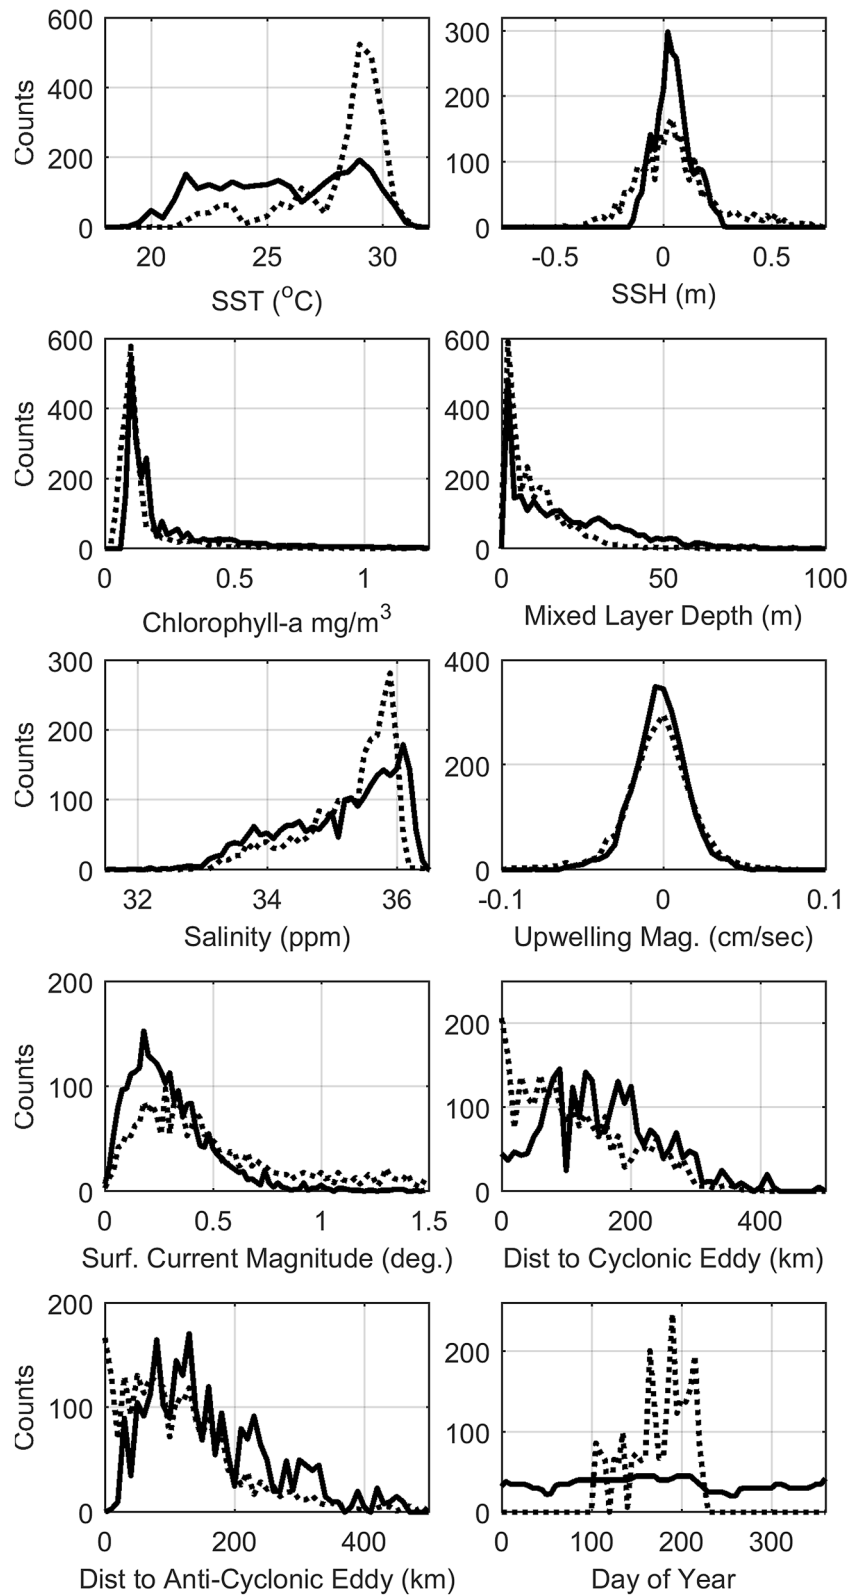 600
400
200
0
Counts
20 25 30
SST (°C)
300
200
100
0
-0.5 0 0.5
SSH (m)
600
400
200
0
Counts
0 0.5 1
Chlorophyll-a mg/m³
600
400
200
0
0 50 100
Mixed Layer Depth (m)
300
200
100
0
Counts
32 34 36
Salinity (ppm)
400
200
0
-0.1 0 0.1
Upwelling Mag. (cm/sec)
200
100
0
Counts
0 0.5 1 1.5
Surf. Current Magnitude (deg.)
200
100
0
0 200 400
Dist to Cyclonic Eddy (km)
200
100
0
Counts
0 200 400
Dist to Anti-Cyclonic Eddy (km)
200
100
0
0 100 200 300
Day of Year